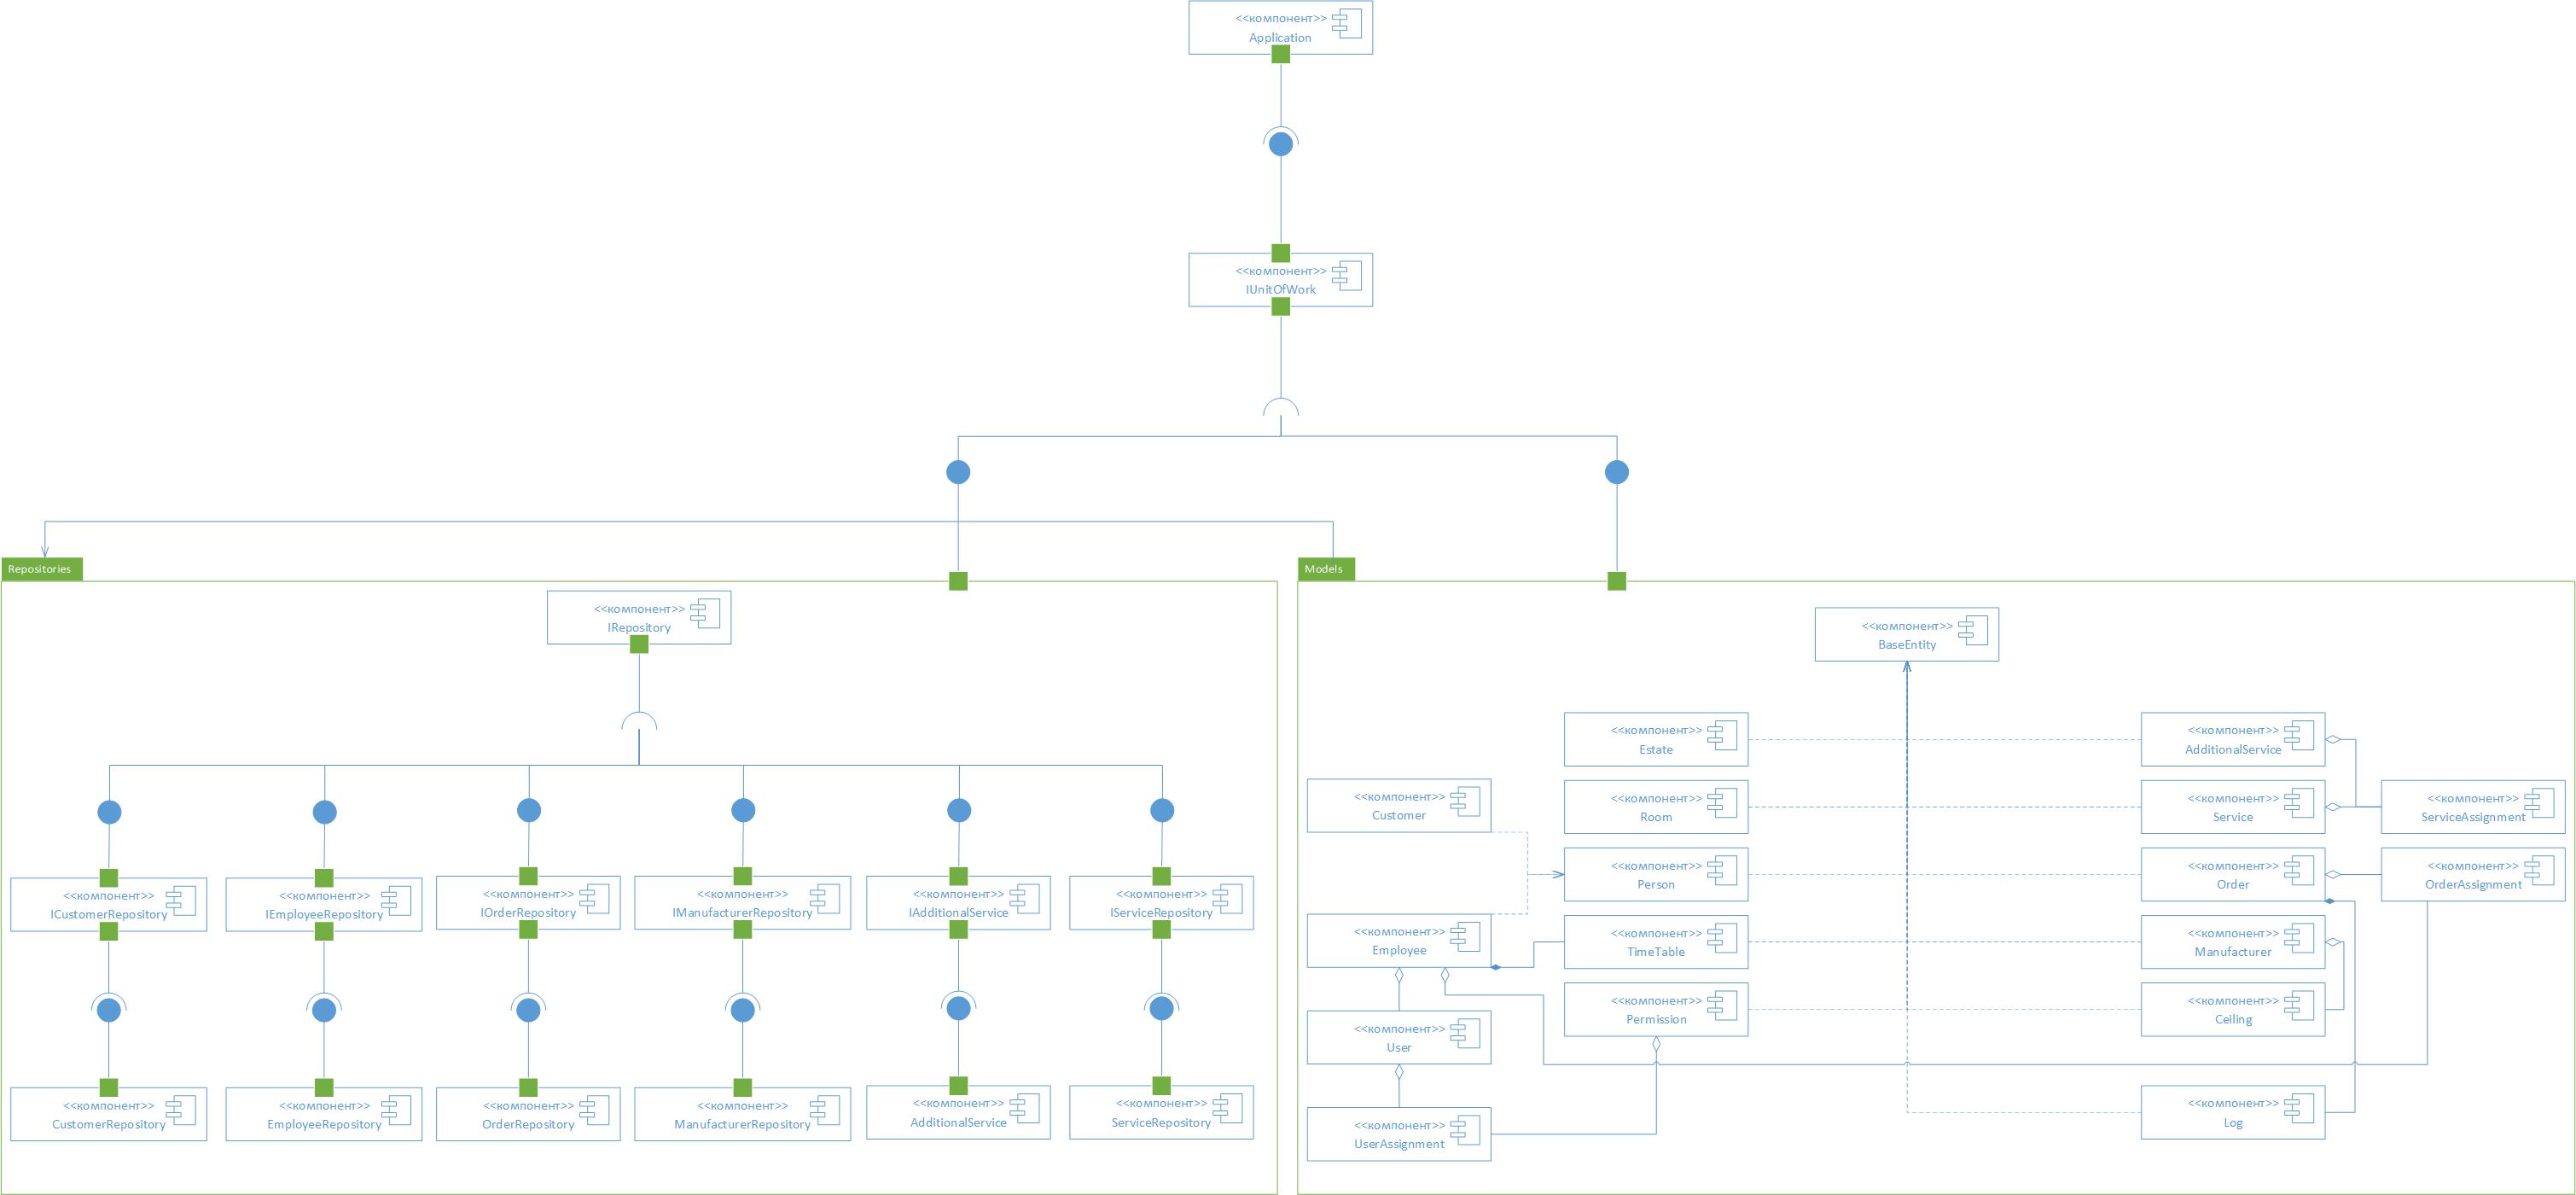 <<компонент>>
Application
<<компонент>>
IUnitOfWork
Repositories
<<компонент>>
IRepository
<<компонент>>
ICustomerRepository
<<компонент>>
IEmployeeRepository
<<компонент>>
IOrderRepository
<<компонент>>
IManufacturerRepository
<<компонент>>
IAdditionalService
<<компонент>>
IServiceRepository
<<компонент>>
CustomerRepository
<<компонент>>
EmployeeRepository
<<компонент>>
OrderRepository
<<компонент>>
ManufacturerRepository
<<компонент>>
AdditionalService
<<компонент>>
ServiceRepository
Models
<<компонент>>
BaseEntity
<<компонент>>
Estate
<<компонент>>
AdditionalService
<<компонент>>
Customer
<<компонент>>
Room
<<компонент>>
Service
<<компонент>>
ServiceAssignment
<<компонент>>
Person
<<компонент>>
Order
<<компонент>>
OrderAssignment
<<компонент>>
Employee
<<компонент>>
TimeTable
<<компонент>>
Manufacturer
<<компонент>>
User
<<компонент>>
Permission
<<компонент>>
Ceiling
<<компонент>>
UserAssignment
<<компонент>>
Log